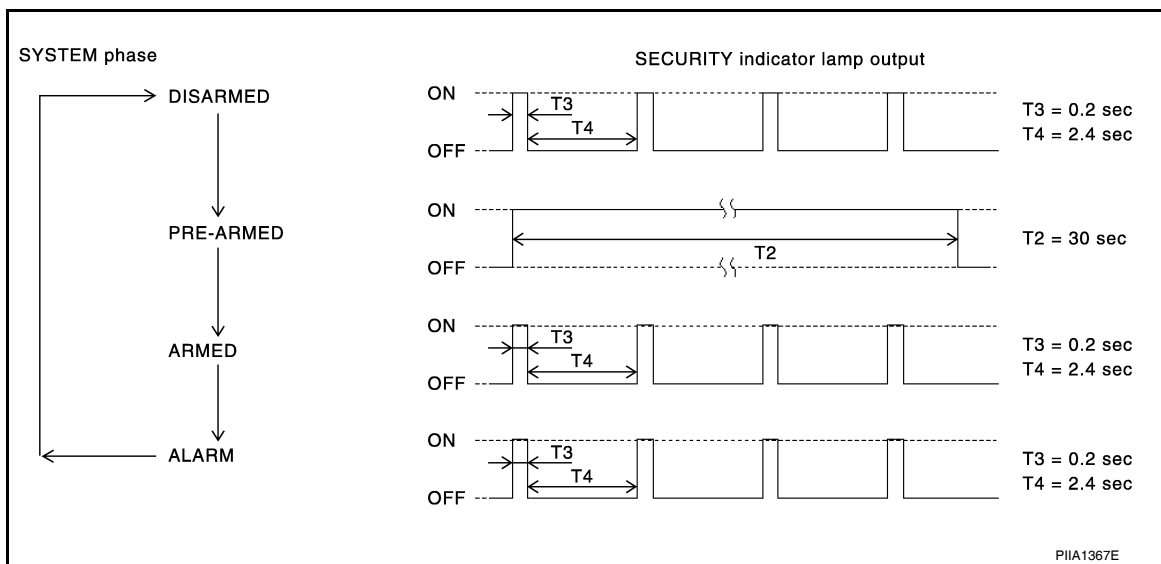 SYSTEM phase
SECURITY indicator lamp output
DISARMED
ON
OFF
T3
T4
T3 = 0.2 sec
T4 = 2.4 sec
PRE-ARMED
ON
OFF
T2
T2 = 30 sec
ARMED
ON
OFF
T3
T4
T3 = 0.2 sec
T4 = 2.4 sec
ALARM
ON
OFF
T3
T4
T3 = 0.2 sec
T4 = 2.4 sec
PIIA1367E